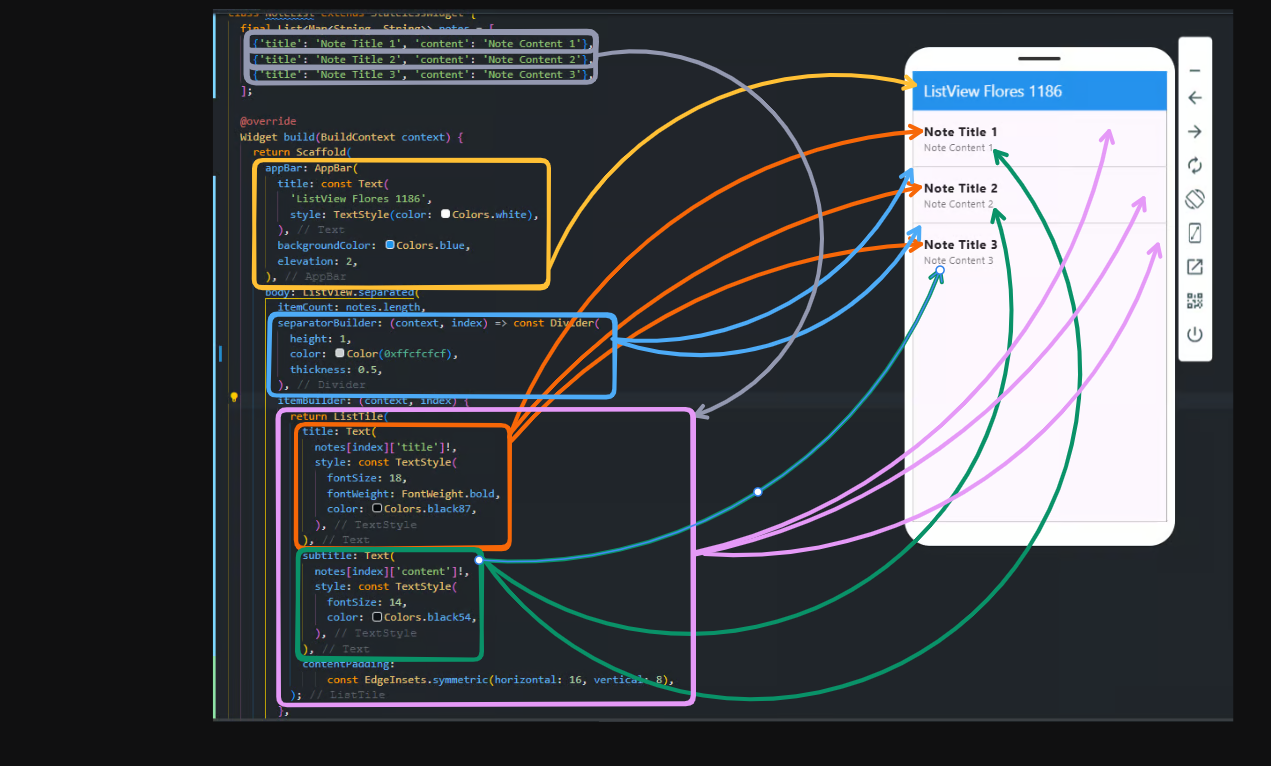 class NoteList extends StatelessWidget {
final List<Map<String, String>> notes = [
{'title': 'Note Title 1', 'content': 'Note Content 1'},
{'title': 'Note Title 2', 'content': 'Note Content 2'},
{'title': 'Note Title 3', 'content': 'Note Content 3'},
];
@override
Widget build(BuildContext context) {
return Scaffold(
appBar: AppBar(
title: const Text(
'ListView Flores 1186',
style: TextStyle(color: Colors.white),
), // Text
backgroundColor: Colors.blue,
elevation: 2,
), // AppBar
body: ListView.separated(
itemCount: notes.length,
separatorBuilder: (context, index) => const Divider(
height: 1,
color: Color(0xffcfcfcf),
thickness: 0.5,
), // Divider
itemBuilder: (context, index) {
return ListTile(
title: Text(
notes[index]['title']!,
style: const TextStyle(
fontSize: 18,
fontWeight: FontWeight.bold,
color: Colors.black87,
), // TextStyle
), // Text
subtitle: Text(
notes[index]['content']!,
style: const TextStyle(
fontSize: 14,
color: Colors.black54,
), // TextStyle
), // Text
contentPadding:
const EdgeInsets.symmetric(horizontal: 16, vertical: 8),
); // ListTile
},
ListView Flores 1186
Note Title 1
Note Content 1
Note Title 2
Note Content 2
Note Title 3
Note Content 3